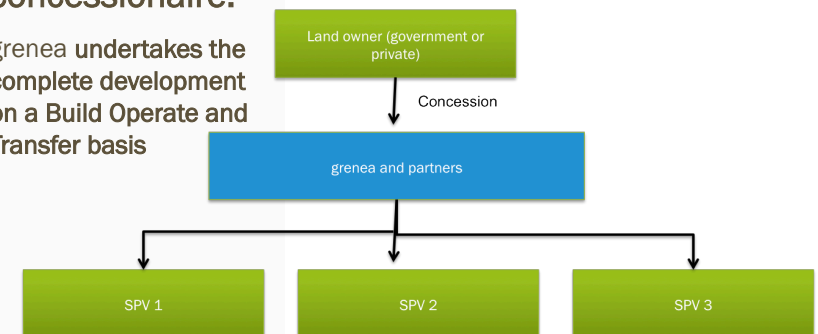 concessionaire.
grenea undertakes the
complete development
on a Build Operate and
Transfer basis
Land owner (government or
private)
Concession
grenea and partners
SPV 1
SPV 2
SPV 3